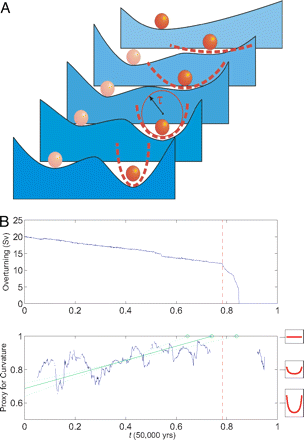 A
τ
B
Overturning (Sv)
25
20
15
10
5
0
0 0.2 0.4 0.6 0.8 1
Proxy for Curvature
1
0.8
0.6
0 0.2 0.4 0.6 0.8 1
t (50,000 yrs)